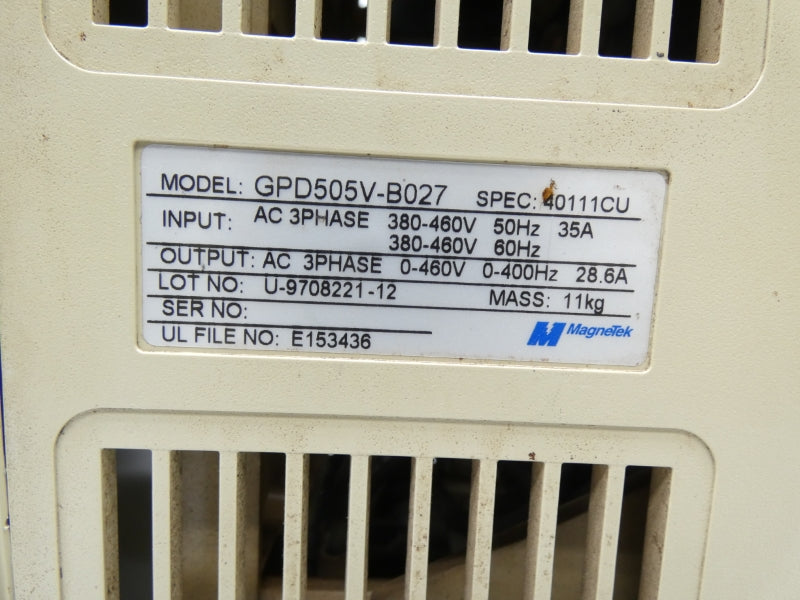 MODEL: GPD505V-B027 SPEC: 40111CU
INPUT: AC 3PHASE 380-460V 50Hz 35A
380-460V 60Hz
OUTPUT: AC 3PHASE 0-460V 0-400Hz 28.6A
LOT NO: U-9708221-12 MASS: 11kg
SER NO:
UL FILE NO: E153436 MagneTek